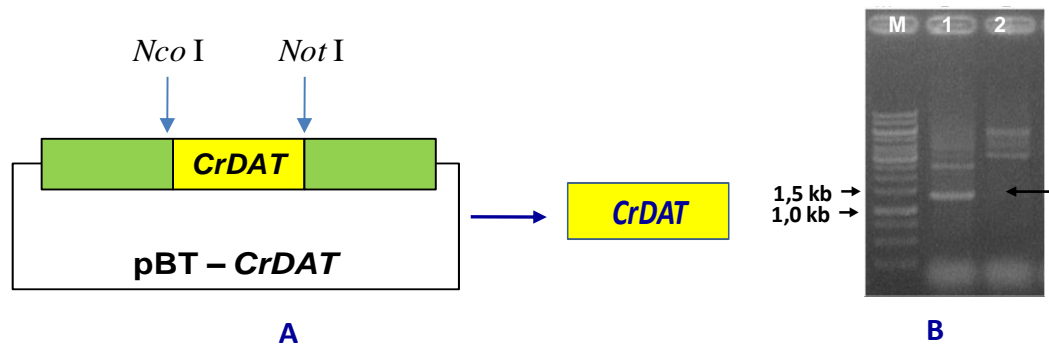 Nco I
Not I
CrDAT
pBT – CrDAT
CrDAT
A
M 1 2
1,5 kb
1,0 kb
B